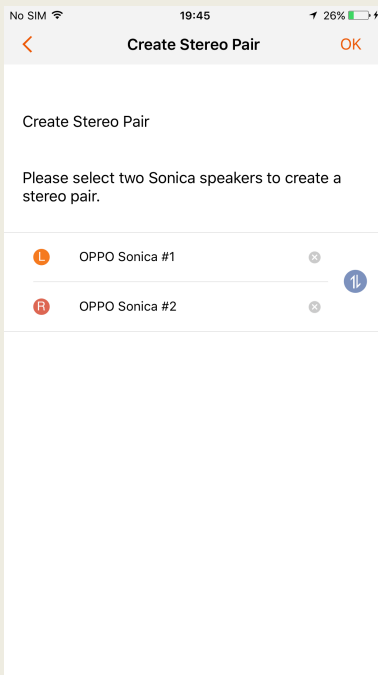 No SIM 19:45 26%
Create Stereo Pair OK
Create Stereo Pair
Please select two Sonica speakers to create a
stereo pair.
L OPPO Sonica #1
R OPPO Sonica #2